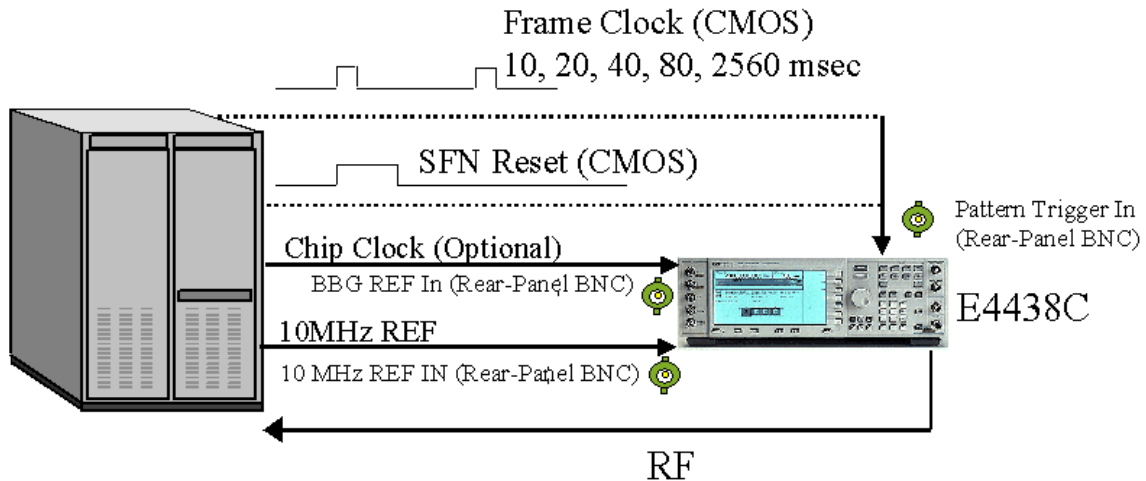 Frame Clock (CMOS)
10, 20, 40, 80, 2560 msec
SFN Reset (CMOS)
Pattern Trigger In
(Rear-Panel BNC)
Chip Clock (Optional)
BBG REF In (Rear-Panel BNC)
E4438C
10MHz REF
10 MHz REF IN (Rear-Panel BNC)
RF